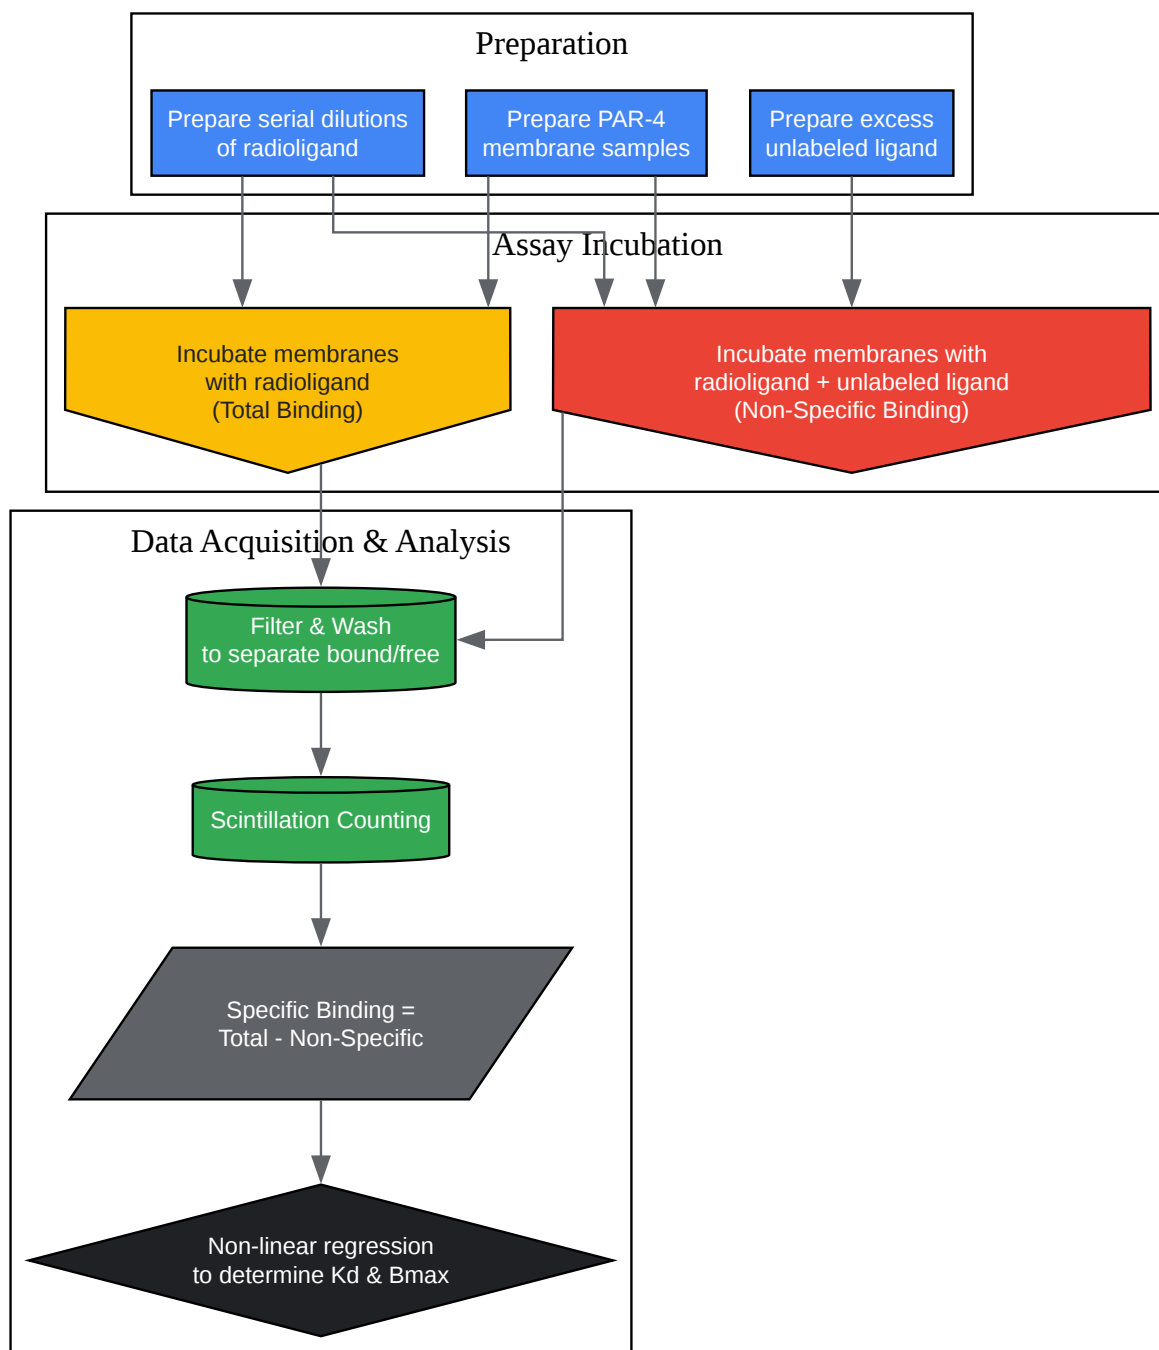 Preparation
Prepare serial dilutions
of radioligand
Prepare PAR-4
membrane samples
Prepare excess
unlabeled ligand
Assay Incubation
Incubate membranes
with radioligand
(Total Binding)
Incubate membranes with
radioligand + unlabeled ligand
(Non-Specific Binding)
Data Acquisition & Analysis
Filter & Wash
to separate bound/free
Scintillation Counting
Specific Binding =
Total - Non-Specific
Non-linear regression
to determine Kd & Bmax